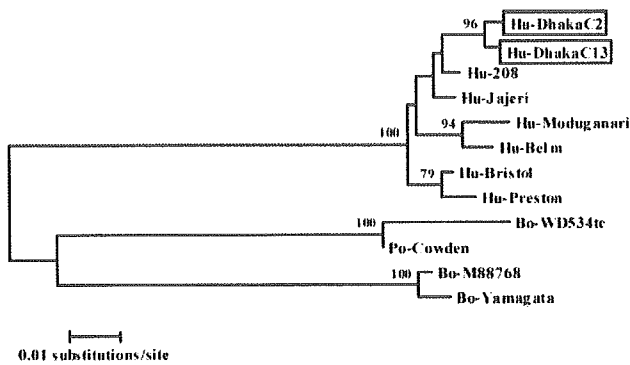 96
Hu-DhakaC2
Hu-DhakaC13
Hu-208
Hu-Jajeri
100
94
Hu-Moduganari
Hu-Belm
79
Hu-Bristol
Hu-Preston
100
Bo-WD534tc
Po-Cowden
100
Bo-M88768
Bo-Yamagata
0.01 substitutions/site